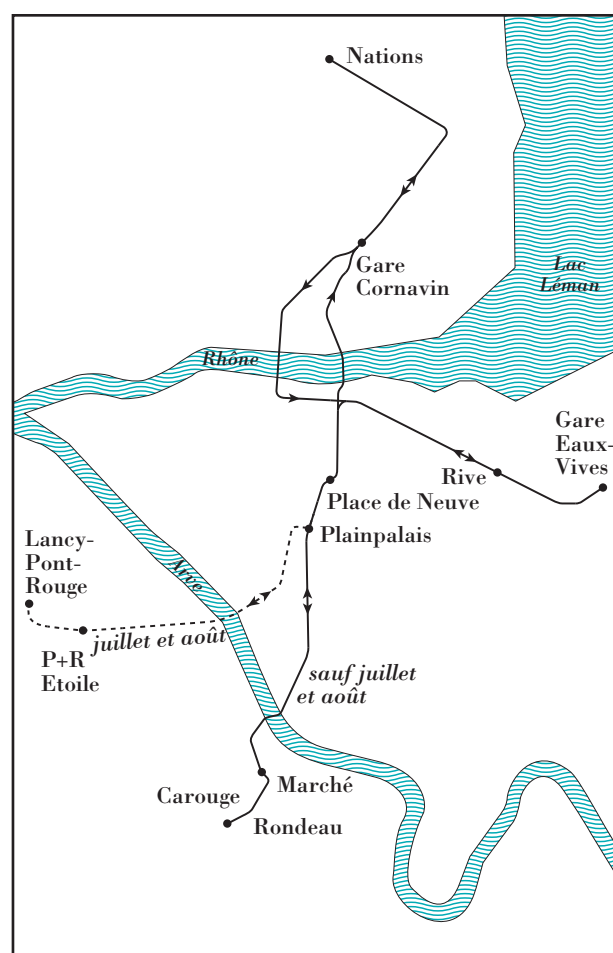 Nations
Gare
Cornavin
Lac
Léman
Rhône
Gare
Eaux-
Vives
Rive
Place de Neuve
Plainpalais
Lancy-
Pont-
Rouge
Arve
juillet et août
P+R
Etoile
sauf juillet
et août
Carouge
Marché
Rondeau